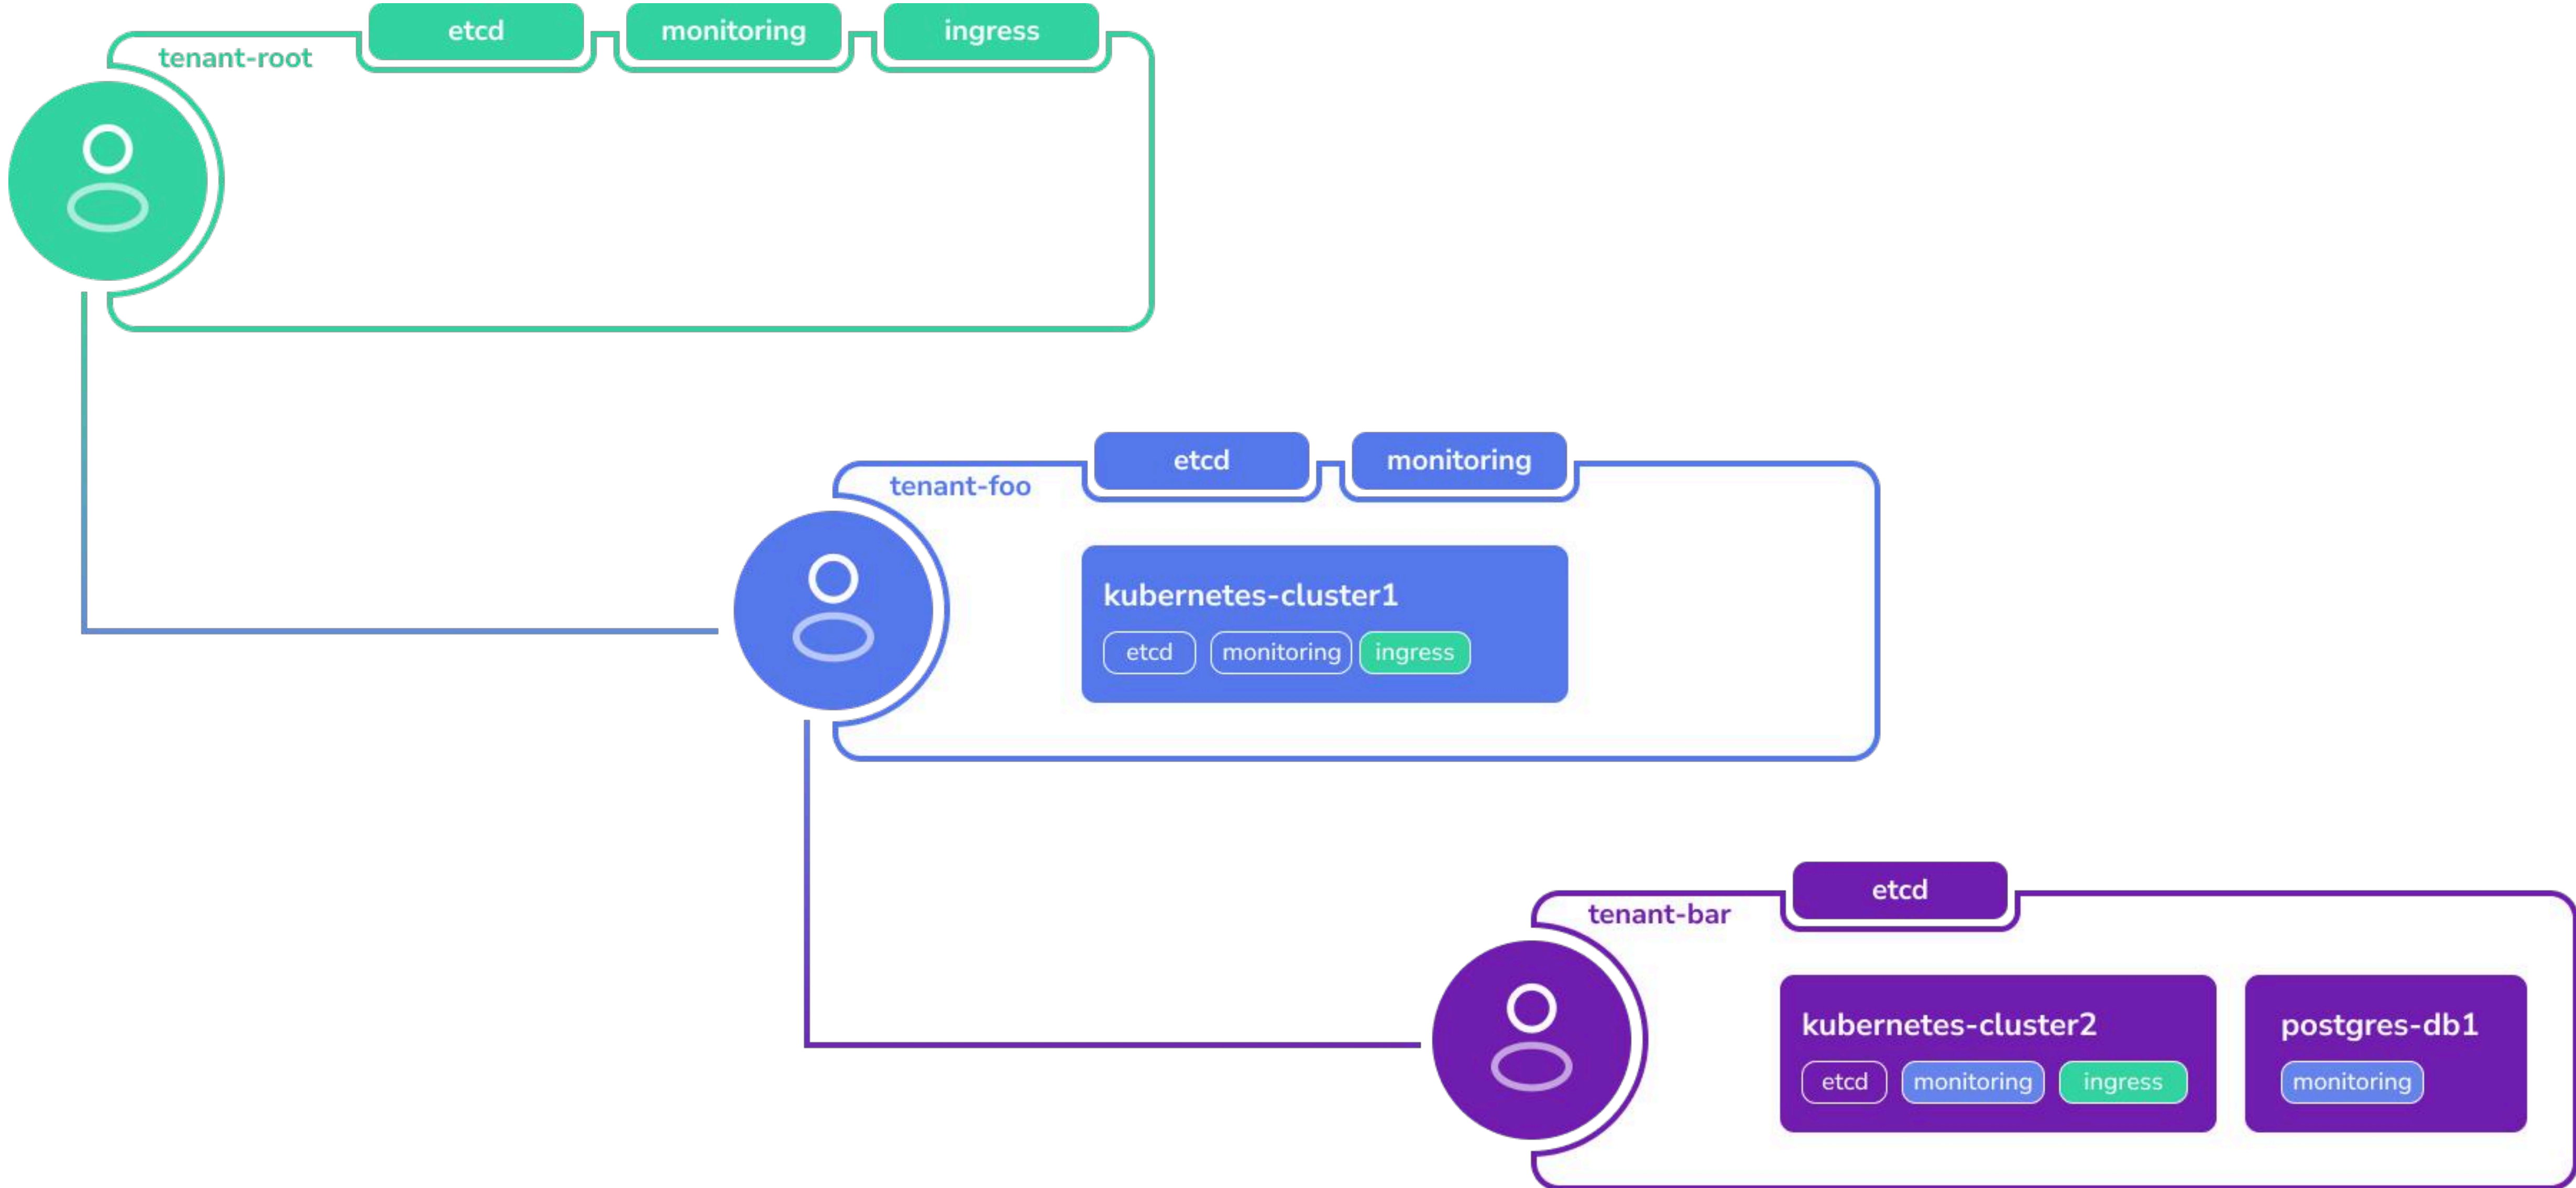 etcd
monitoring
ingress
tenant-root
etcd
monitoring
tenant-foo
kubernetes-cluster1
etcd
monitoring
ingress
etcd
tenant-bar
kubernetes-cluster2
etcd
monitoring
ingress
postgres-db1
monitoring